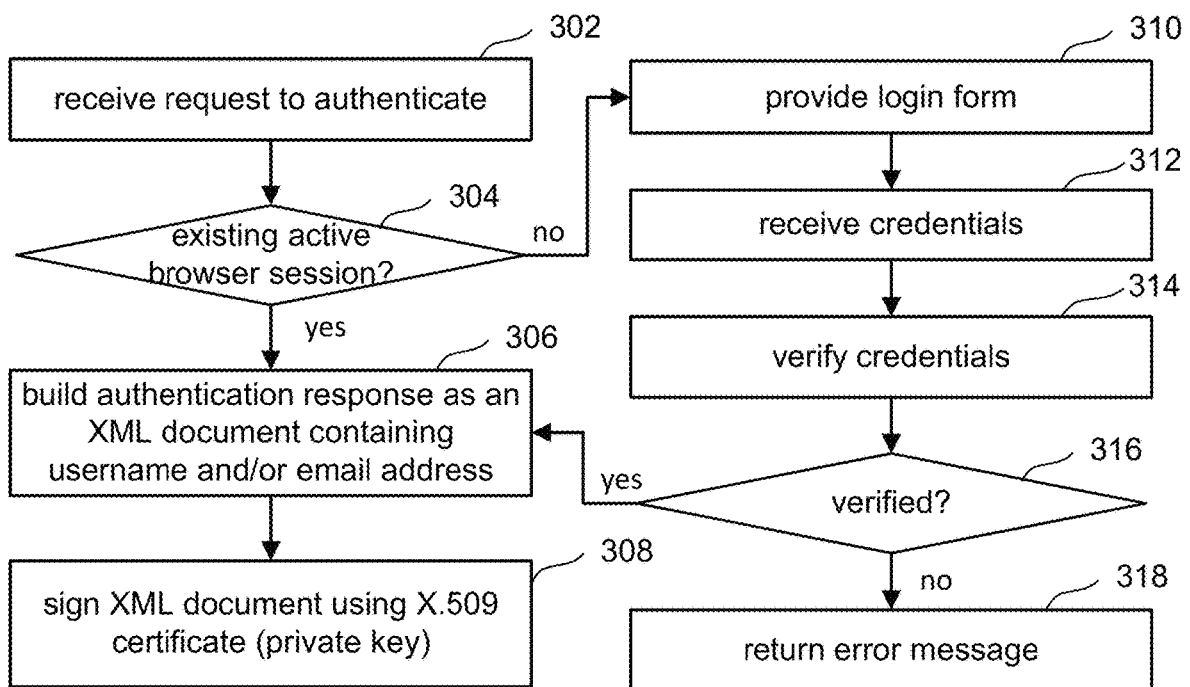 302
receive request to authenticate
304
existing active
browser session?
no
yes
306
build authentication response as an
XML document containing
username and/or email address
308
sign XML document using X.509
certificate (private key)
310
provide login form
312
receive credentials
314
verify credentials
316
verified?
yes
no
318
return error message